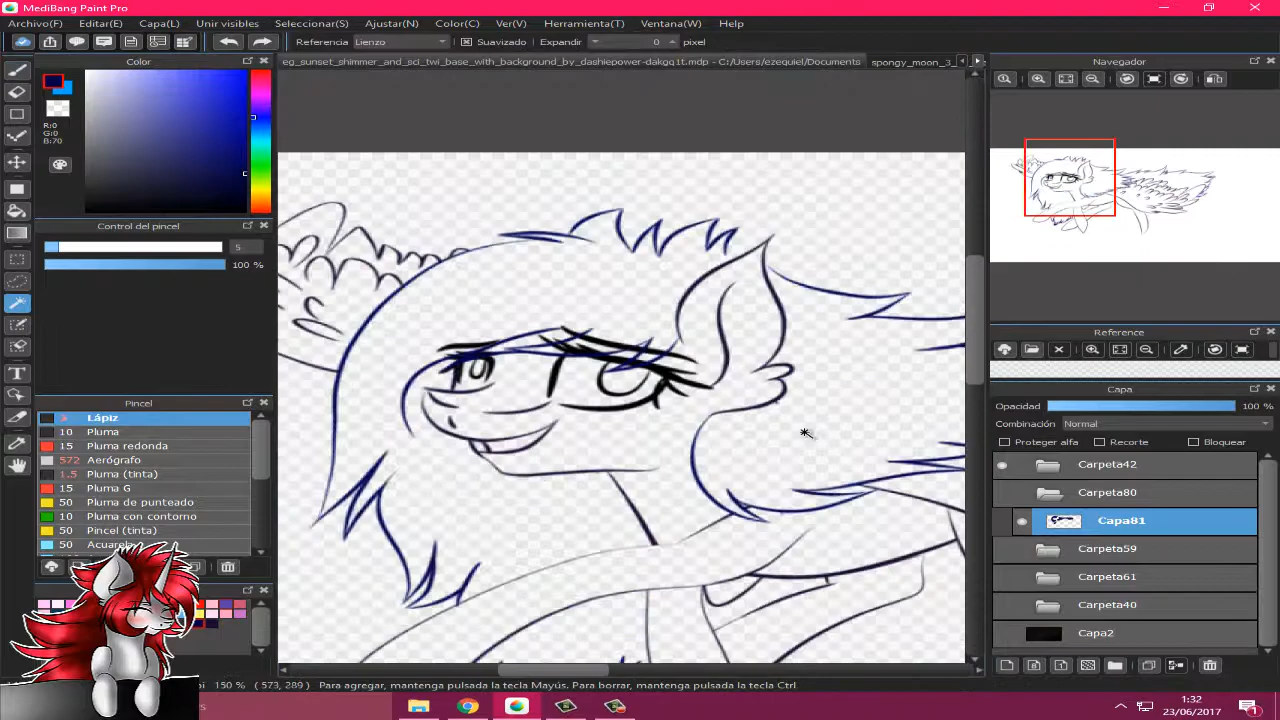 MediBang Paint Pro
Archivo(F) Editar(E) Capa(L) Unir visibles Seleccionar(S) Ajustar(N) Color(C) Ver(V) Herramienta(T) Ventana(W) Help
Referencia Lienzo Suavizado Expandir 0 pixel
Color
eg_sunset_shimmer_and_sci_twi_base_with_background_by_dashiepower-dakgq1t.mdp - C:/Users/ezequiel/Documents
spongy_moon_3_
Navegador
R:0
G:0
B:70
Control del pincel
5
100 %
Reference
Capa
Opacidad 100 %
Combinación Normal
Proteger alfa Recorte Bloquear
Carpeta42
Carpeta80
Capa81
Carpeta59
Carpeta61
Carpeta40
Capa2
Pincel
Lápiz
10 Pluma
15 Pluma redonda
572 Aerógrafo
1.5 Pluma (tinta)
15 Pluma G
50 Pluma de punteado
10 Pluma con contorno
50 Pincel (tinta)
50 Acuarela
150 % (573, 289) Para agregar, mantenga pulsada la tecla Mayús. Para borrar, mantenga pulsada la tecla Ctrl.
1:32
23/06/2017
1